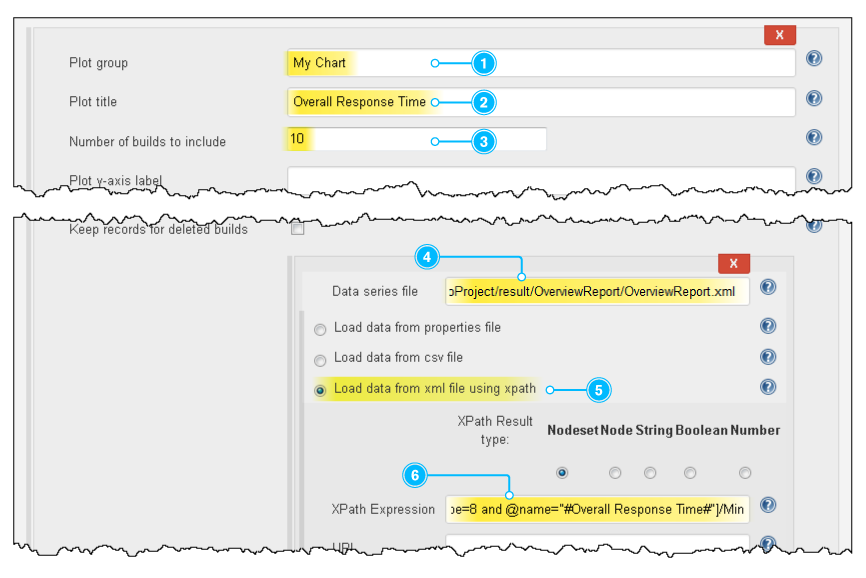 X
Plot group
My Chart
1
Plot title
Overall Response Time
2
Number of builds to include
10
3
Plot y-axis label
Keep records for deleted builds
4
X
Data series file
oProject/result/OverviewReport/OverviewReport.xml
Load data from properties file
Load data from csv file
Load data from xml file using xpath
5
XPath Result
type:
Nodeset Node String Boolean Number
6
XPath Expression
pe=8 and @name="#Overall Response Time#"]/Min
URL